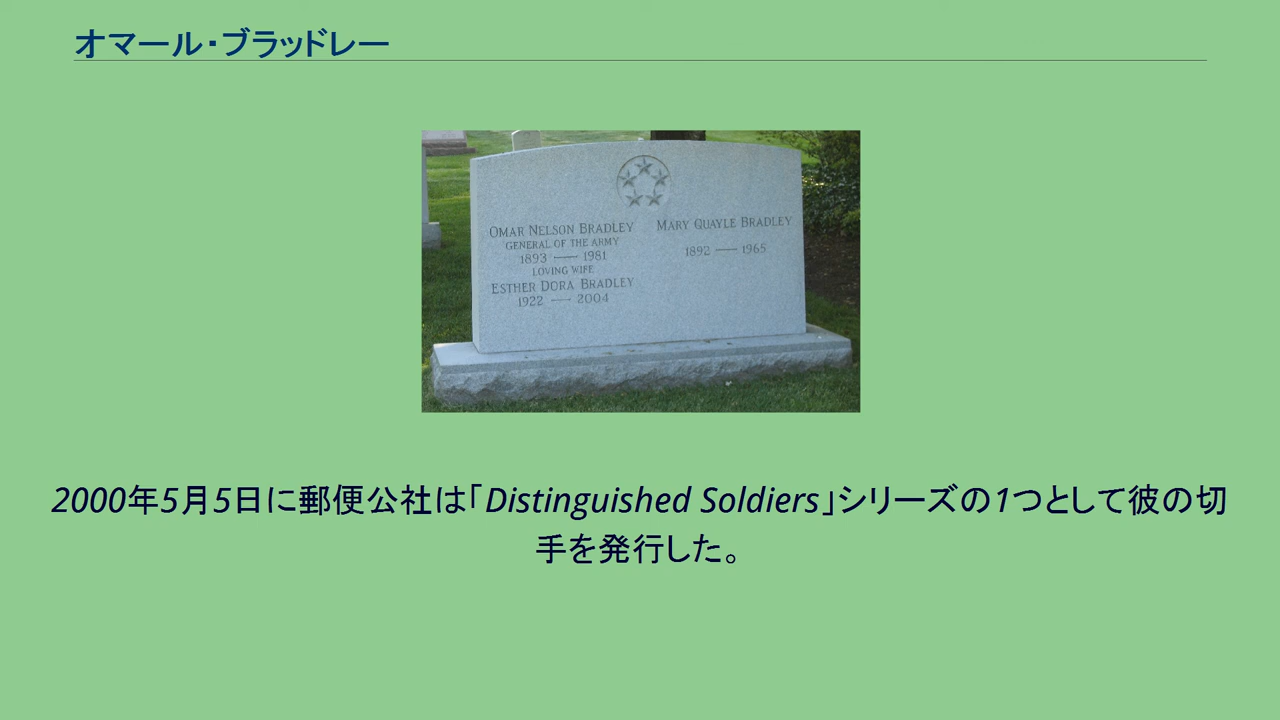 オマール・ブラッドレー
OMAR NELSON BRADLEY
GENERAL OF THE ARMY
1893 — 1981
LOVING WIFE
ESTHER DORA BRADLEY
1922 — 2004
MARY QUAYLE BRADLEY
1892 — 1965
2000年5月5日に郵便公社は「Distinguished Soldiers」シリーズの1つとして彼の切
手を発行した。